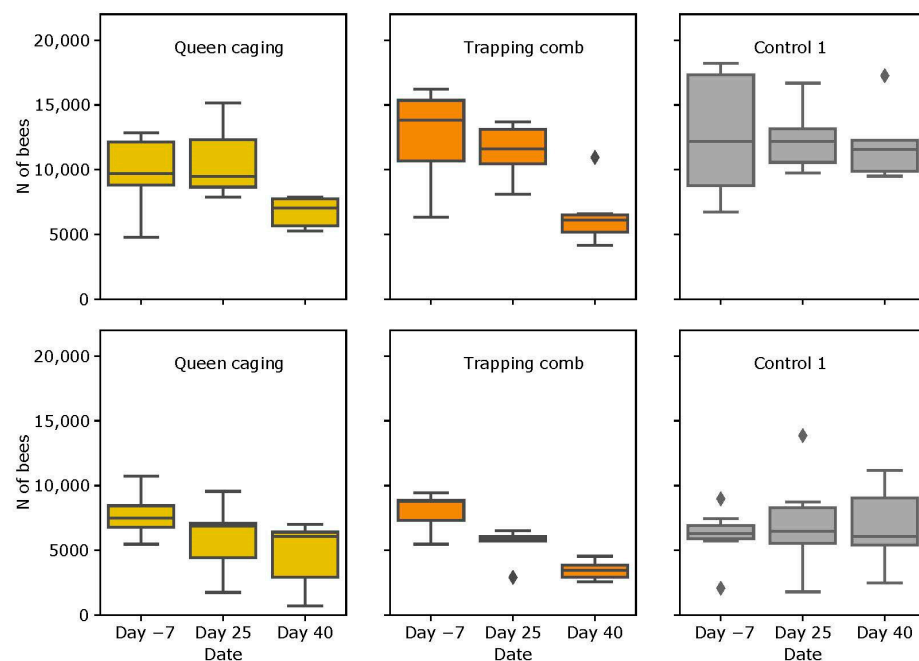 Queen caging
Trapping comb
Control 1
N of bees
20,000
15,000
10,000
5000
0
Queen caging
Trapping comb
Control 1
N of bees
20,000
15,000
10,000
5000
0
Day −7 Day 25 Day 40
Date
Day −7 Day 25 Day 40
Date
Day −7 Day 25 Day 40
Date